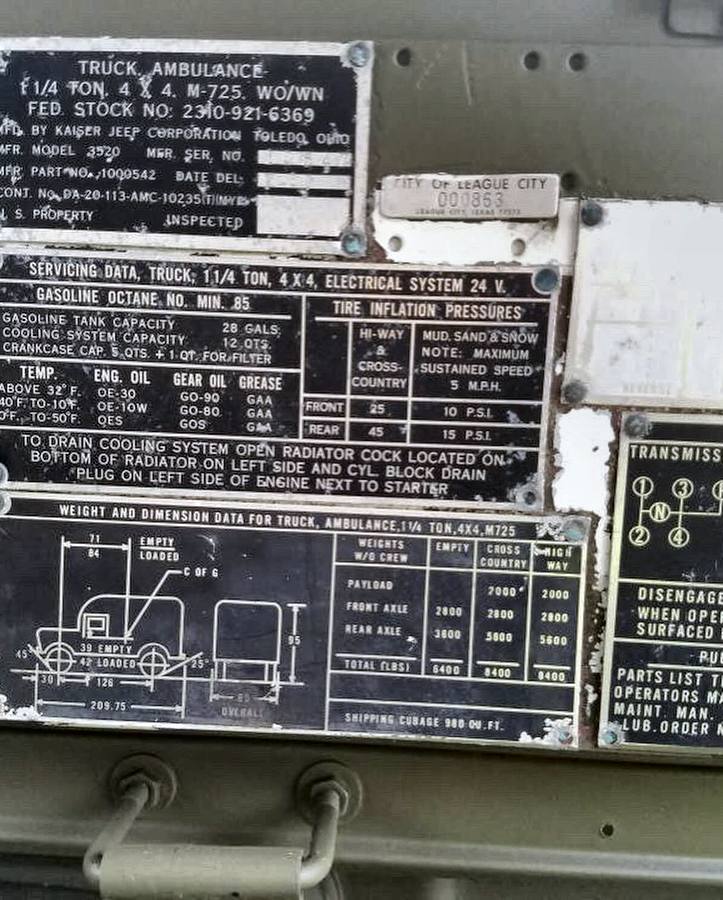 TRUCK, AMBULANCE
1 1/4 TON, 4 X 4, M-725. WO/WN
FED. STOCK NO: 2310-921-6369
MFD. BY KAISER JEEP CORPORATION TOLEDO, OHIO
MFR. MODEL 3520 MFR. SER, NO.
MFR. PART NO. 1000542 DATE DEL.
CONT. No. DA-20-113-AMC-10235(T)
U. S. PROPERTY INSPECTED
CITY OF LEAGUE CITY
000863
LEAGUE CITY, TEXAS 77573
SERVICING DATA, TRUCK, 1 1/4 TON, 4 X 4, ELECTRICAL SYSTEM 24 V.
GASOLINE OCTANE NO. MIN. 85
GASOLINE TANK CAPACITY 28 GALS.
COOLING SYSTEM CAPACITY 12 QTS.
CRANKCASE CAP. 5 QTS. + 1 QT. FOR FILTER
TEMP. ENG. OIL GEAR OIL GREASE
ABOVE 32°F. OE-30 GO-90 GAA
40°F. TO-10°F. OE-10W GO-80 GAA
0°F., TO-50°F. OES GOS GAA
TIRE INFLATION PRESSURES
HI-WAY & CROSS-COUNTRY
MUD, SAND & SNOW
NOTE: MAXIMUM
SUSTAINED SPEED
5 M.P.H.
FRONT 25 10 P.S.I.
REAR 45 15 P.S.I.
TO DRAIN COOLING SYSTEM OPEN RADIATOR COCK LOCATED ON
BOTTOM OF RADIATOR ON LEFT SIDE AND CYL. BLOCK DRAIN
PLUG ON LEFT SIDE OF ENGINE NEXT TO STARTER
REVERSE
WEIGHT AND DIMENSION DATA FOR TRUCK, AMBULANCE, 1 1/4 TON, 4X4, M725
71 EMPTY
84 LOADED
C OF G
39 EMPTY
42 LOADED
45°
25°
30
126
209.75
95
85
OVERALL
WEIGHTS W/O CREW EMPTY CROSS COUNTRY HIGH WAY
PAYLOAD 2000 2000
FRONT AXLE 2800 2800 2800
REAR AXLE 3600 5600 5600
TOTAL (LBS) 6400 8400 8400
SHIPPING CUBAGE 980 CU. FT.
TRANSMISS
1 3
N
2 4
DISENGAGE
WHEN OPE
SURFACED
PU
PARTS LIST T
OPERATORS M
MAINT. MAN.
LUB. ORDER N